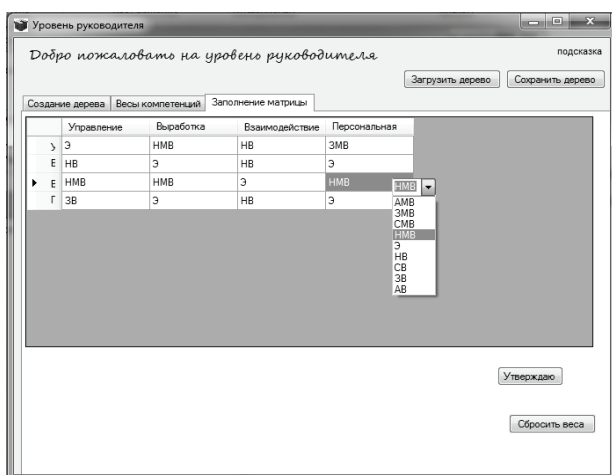 Уровень руководителя
Добро пожаловать на уровень руководителя
подсказка
Загрузить дерево Сохранить дерево
Создание дерева Весы компетенций Заполнение матрицы
Управление Выработка Взаимодействие Персональная
У Э НМВ НВ ЗМВ
Е НВ Э НВ Э
Е НМВ НМВ Э НМВ НМВ
Г ЗВ Э НВ Э
АМВ
ЗМВ
СМВ
НМВ
Э
НВ
СВ
ЗВ
АВ
Утверждаю
Сбросить веса